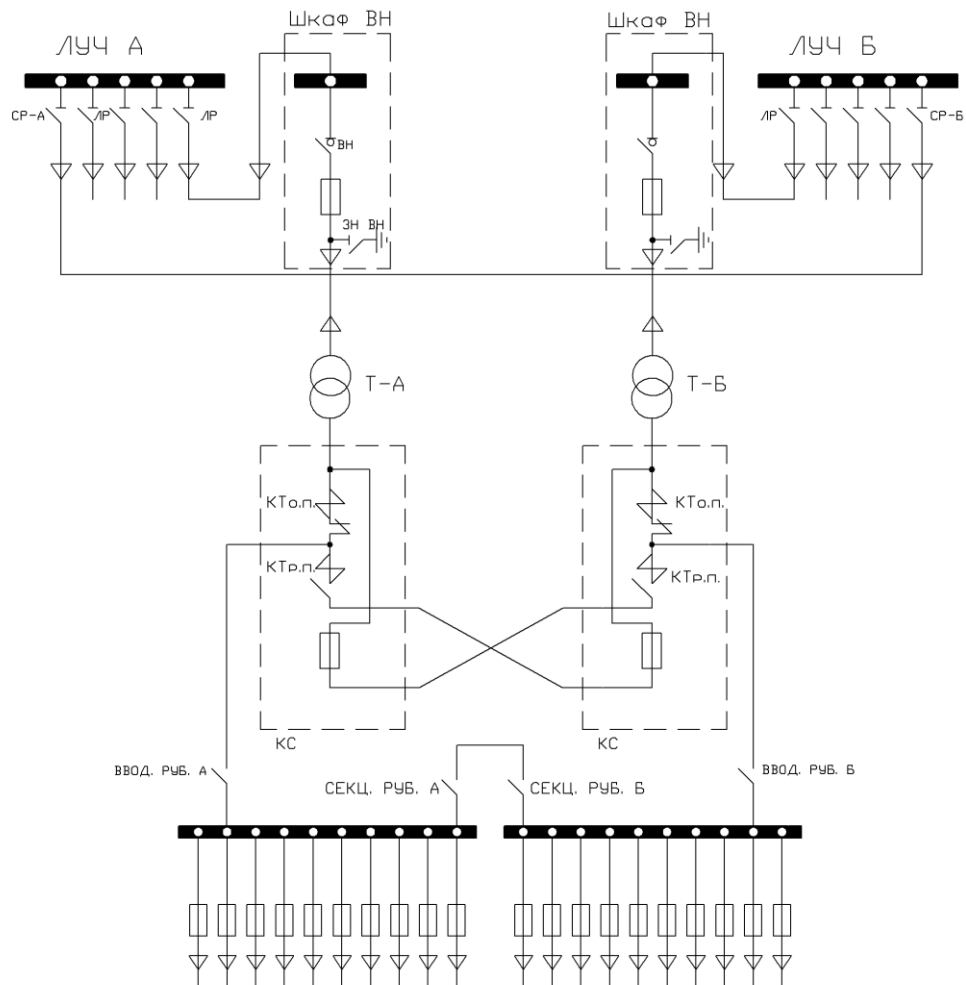 Шкаф ВН
Шкаф ВН
ЛУЧ А
ЛУЧ Б
СР-А
ЛР
ЛР
ЛР
СР-Б
ВН
ЗН ВН
Т-А
Т-Б
КТо.п.
КТо.п.
КТр.п.
КТр.п.
КС
КС
ВВОД. РУБ. А
СЕКЦ. РУБ. А
СЕКЦ. РУБ. Б
ВВОД. РУБ. Б